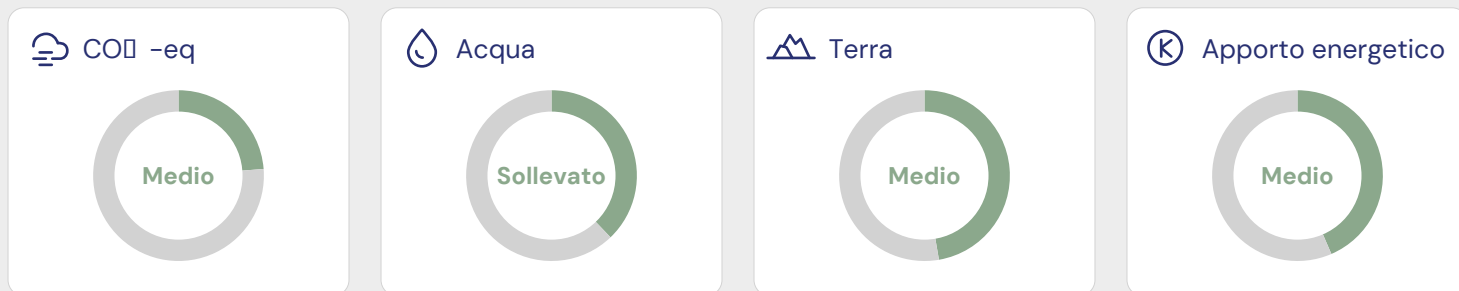 CO▯ -eq
Acqua
Terra
Apporto energetico
Medio
Sollevato
Medio
Medio